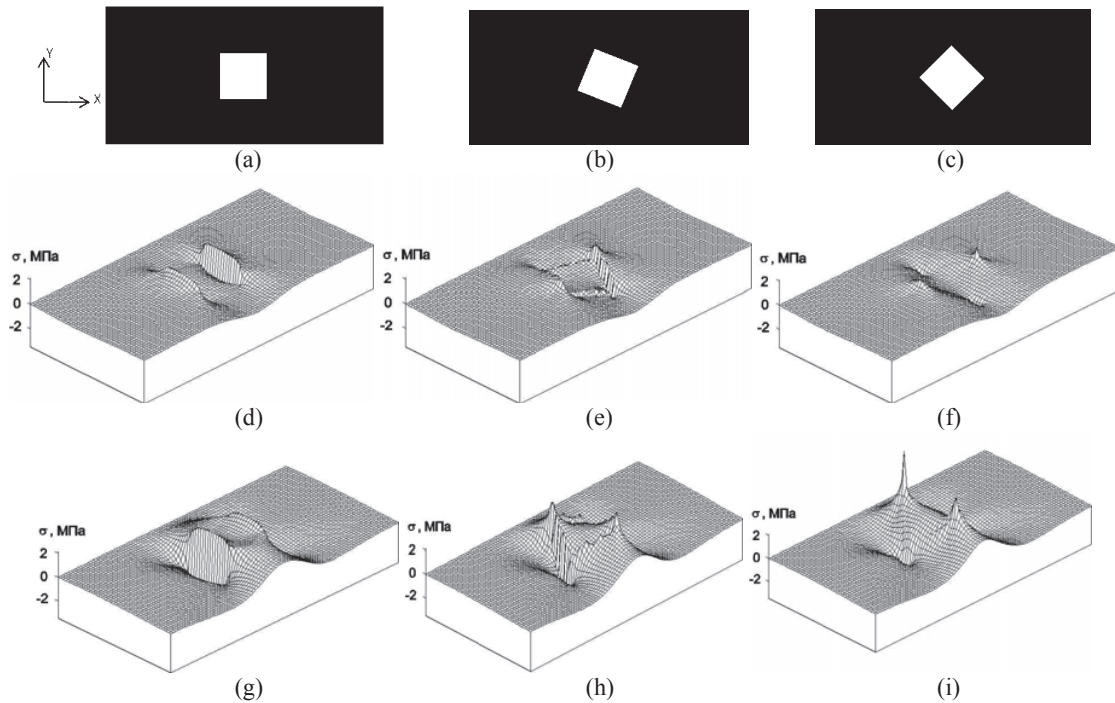 Y
X
(a) (b) (c)
σ, МПа σ, МПа σ, МПа
2 2 2
0 0 0
-2 -2 -2
(d) (e) (f)
σ, МПа σ, МПа σ, МПа
2 2 2
0 0 0
-2 -2 -2
(g) (h) (i)